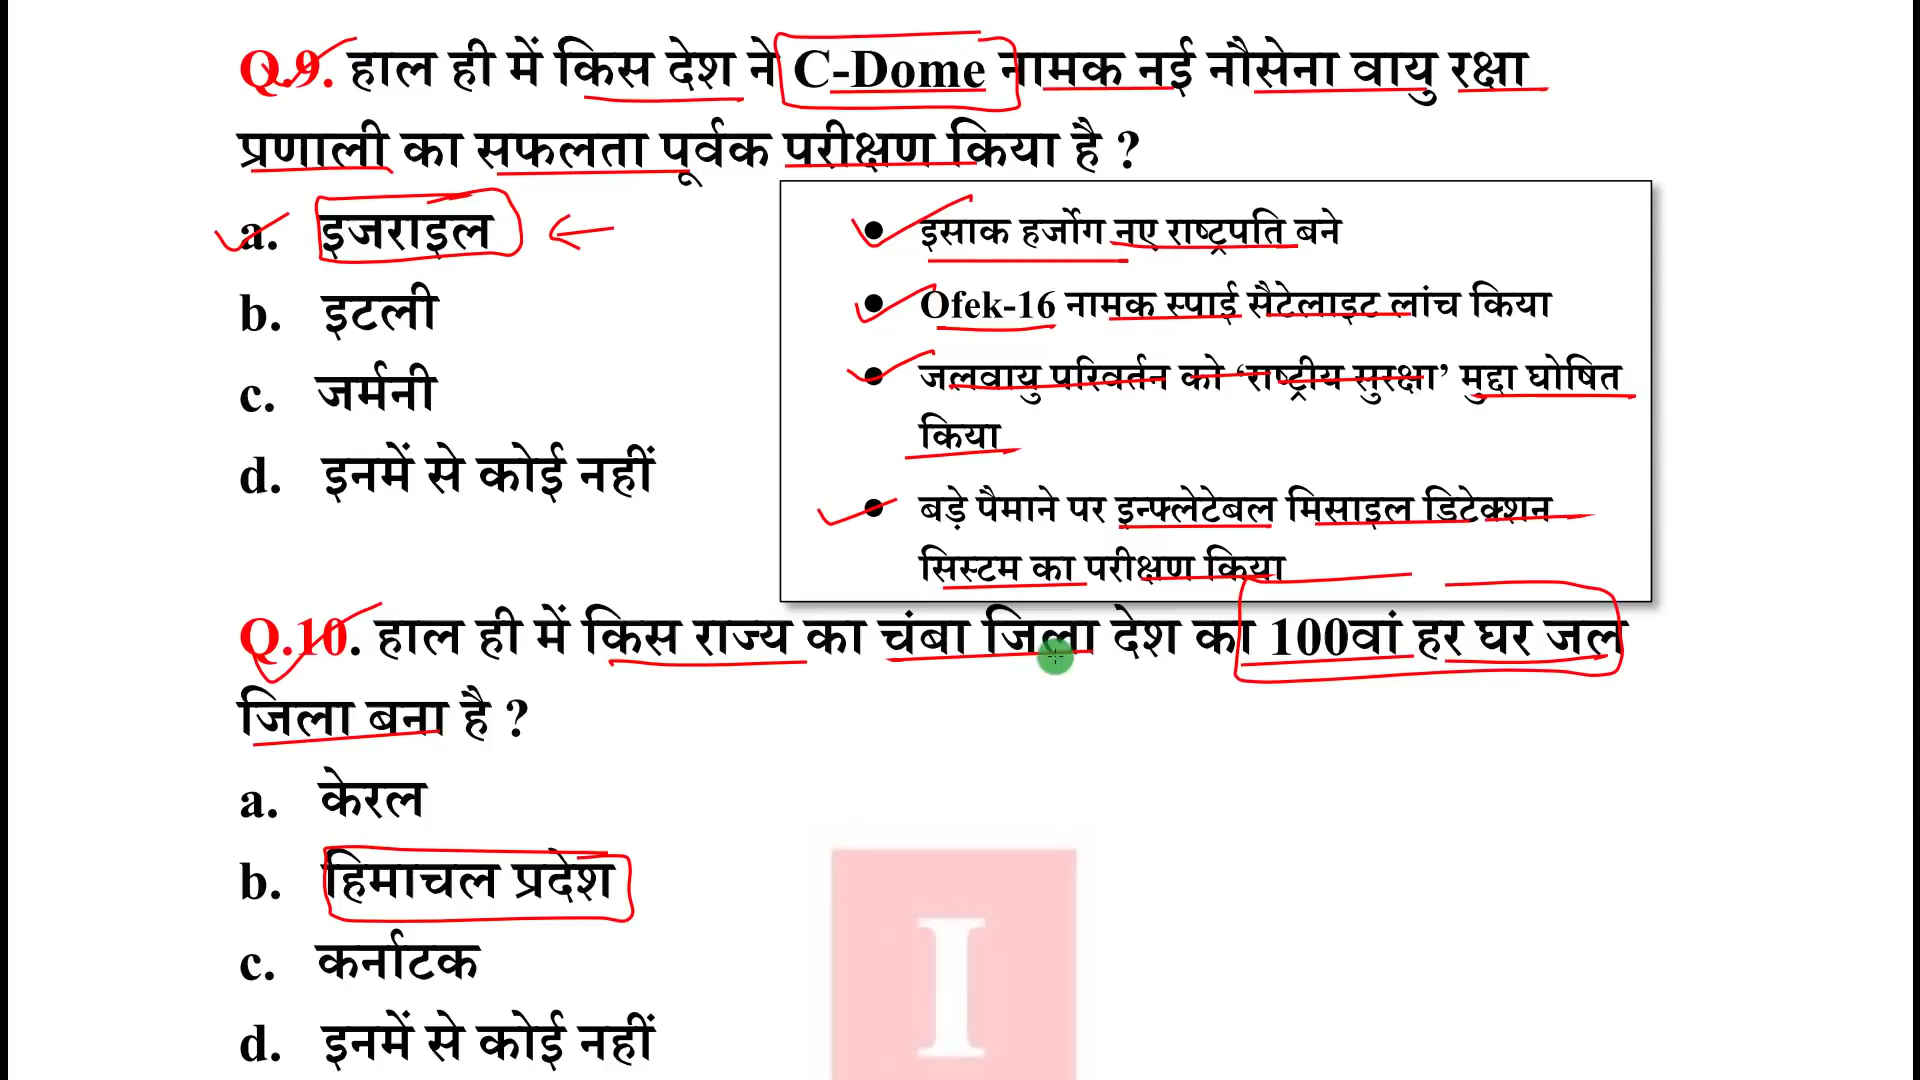 Q.9. हाल ही में किस देश ने C-Dome नामक नई नौसेना वायु रक्षा
प्रणाली का सफलता पूर्वक परीक्षण किया है ?
a. इजराइल
b. इटली
c. जर्मनी
d. इनमें से कोई नहीं
● इसाक हर्जोग नए राष्ट्रपति बने
● Ofek-16 नामक स्पाई सैटेलाइट लांच किया
● जलवायु परिवर्तन को ‘राष्ट्रीय सुरक्षा’ मुद्दा घोषित
किया
● बड़े पैमाने पर इन्फ्लेटेबल मिसाइल डिटेक्शन
सिस्टम का परीक्षण किया
Q.10. हाल ही में किस राज्य का चंबा जिला देश का 100वां हर घर जल
जिला बना है ?
a. केरल
b. हिमाचल प्रदेश
c. कर्नाटक
d. इनमें से कोई नहीं
I